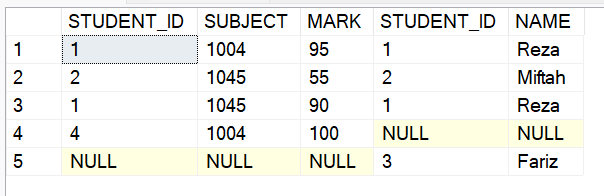 STUDENT_ID SUBJECT MARK STUDENT_ID NAME
1 1 1004 95 1 Reza
2 2 1045 55 2 Miftah
3 1 1045 90 1 Reza
4 4 1004 100 NULL NULL
5 NULL NULL NULL 3 Fariz